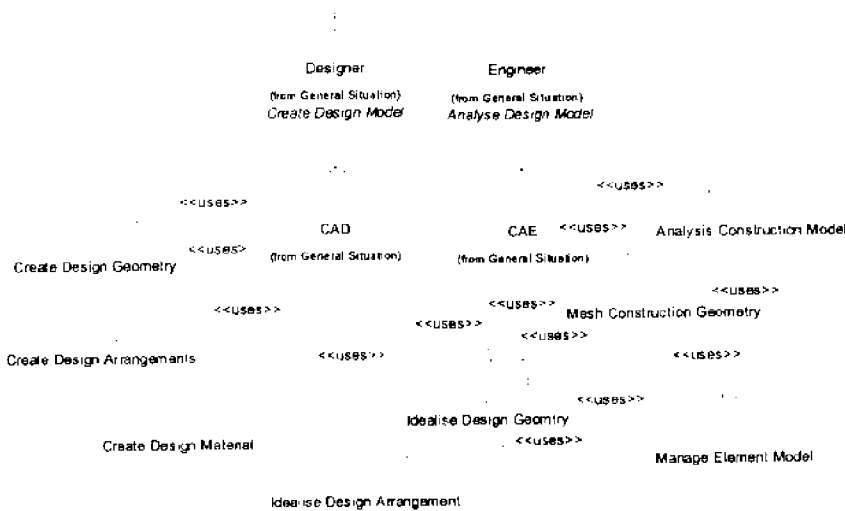 Designer Engineer
(from General Situation) (from General Situation)
Create Design Model Analyse Design Model
<<uses>>
<<uses>>
CAD CAE <<uses>> Analysis Construction Model
<<uses>
(from General Situation) (from General Situation)
Create Design Geometry
<<uses>>
<<uses>>
<<uses>> Mesh Construction Geometry
<<uses>>
<<uses>>
Create Design Arrangements <<uses>> <<uses>>
<<uses>>
Idealise Design Geomtry
Create Design Material <<uses>>
Manage Element Model
Idealise Design Arrangement